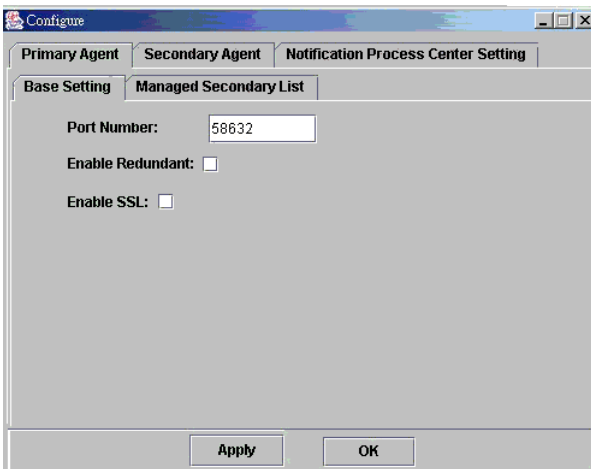 Configure
Primary Agent Secondary Agent Notification Process Center Setting
Base Setting Managed Secondary List
Port Number: 58632
Enable Redundant:
Enable SSL:
Apply OK